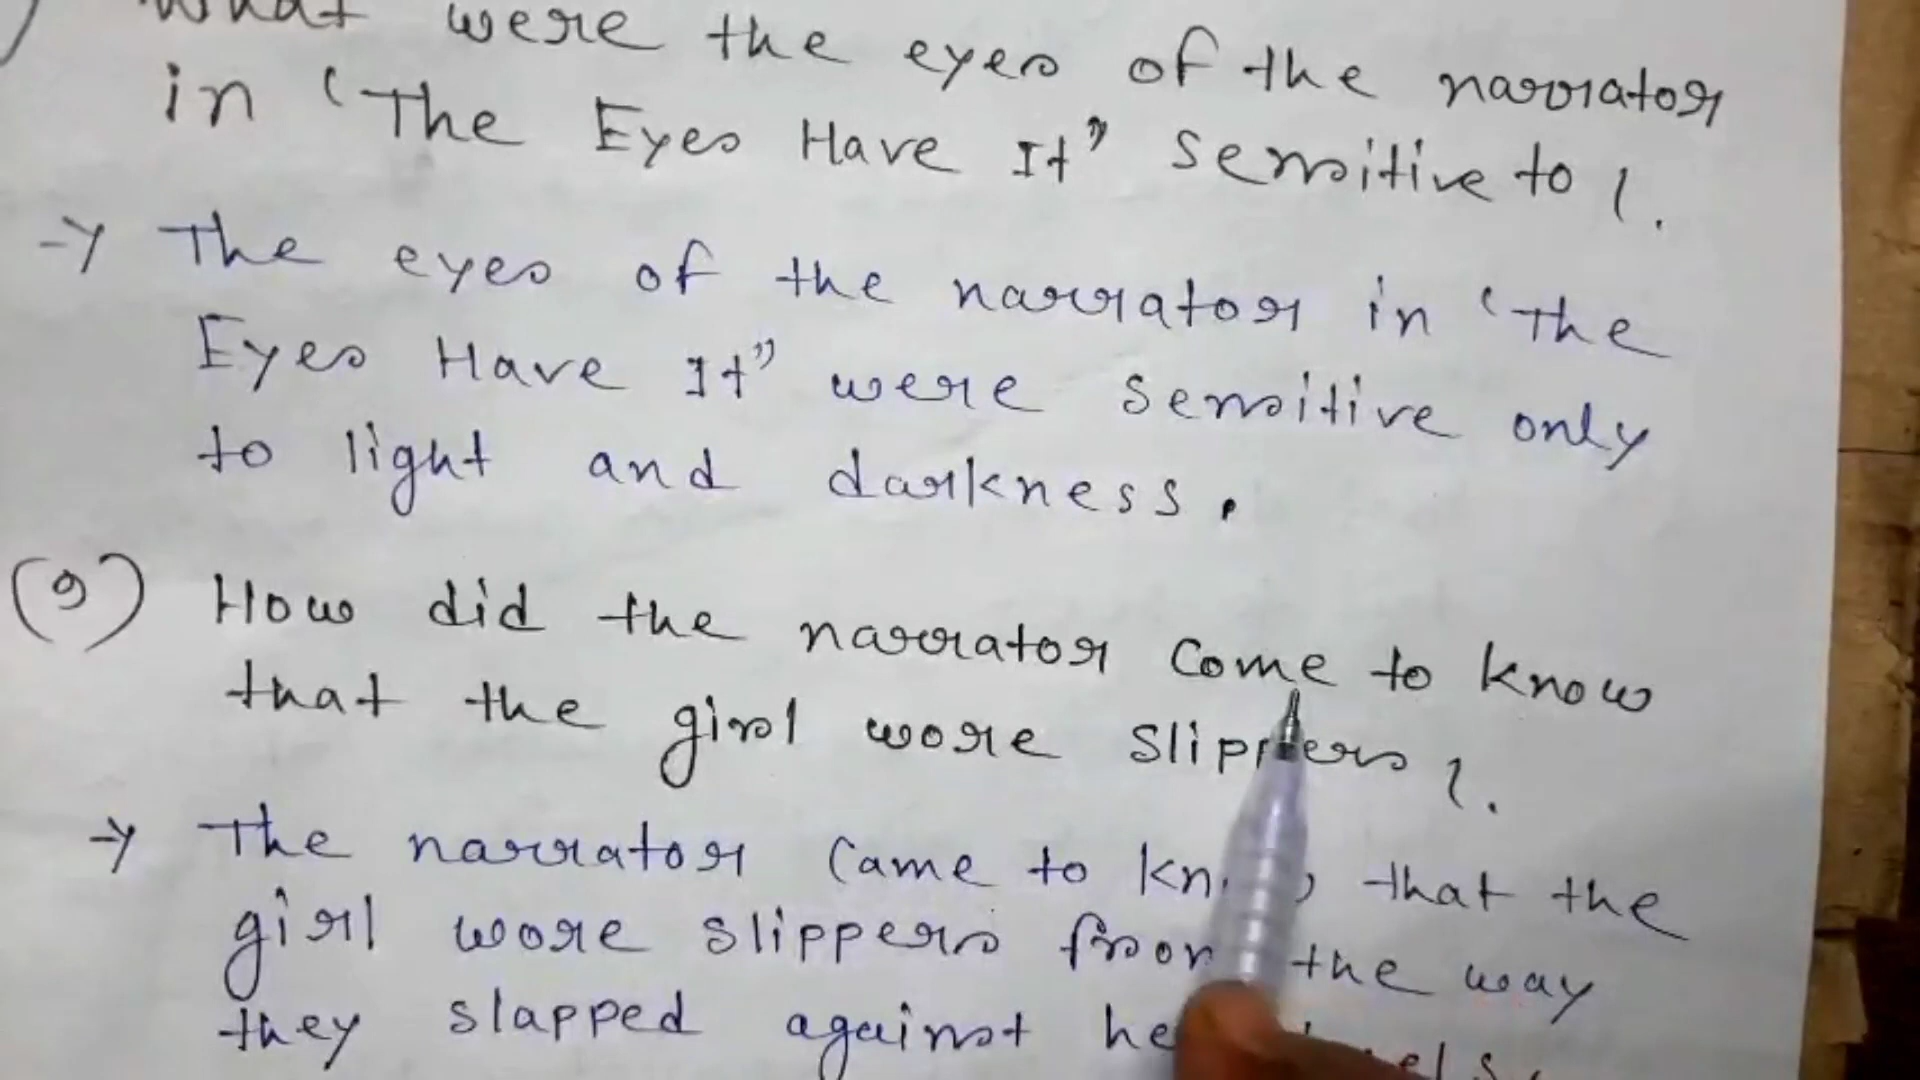 What were the eyes of the narrator
in 'The Eyes Have It" sensitive to ?.
→ The eyes of the narrator in 'The
Eyes Have It" were sensitive only
to light and darkness.
(9) How did the narrator come to know
that the girl wore slippers ?.
→ The narrator came to that the
girl wore slippers the way
they slapped against